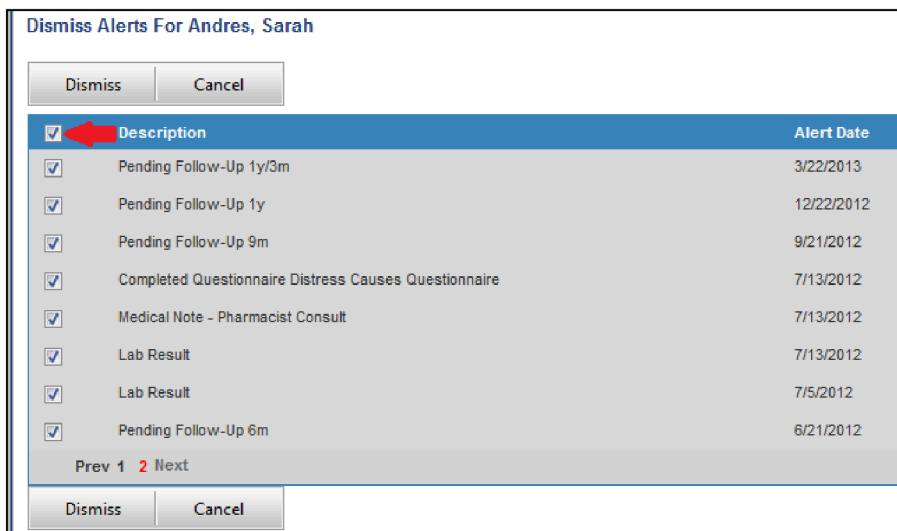 Dismiss Alerts For Andres, Sarah
Dismiss Cancel
Description Alert Date
Pending Follow-Up 1y/3m 3/22/2013
Pending Follow-Up 1y 12/22/2012
Pending Follow-Up 9m 9/21/2012
Completed Questionnaire Distress Causes Questionnaire 7/13/2012
Medical Note - Pharmacist Consult 7/13/2012
Lab Result 7/13/2012
Lab Result 7/5/2012
Pending Follow-Up 6m 6/21/2012
Prev 1 2 Next
Dismiss Cancel